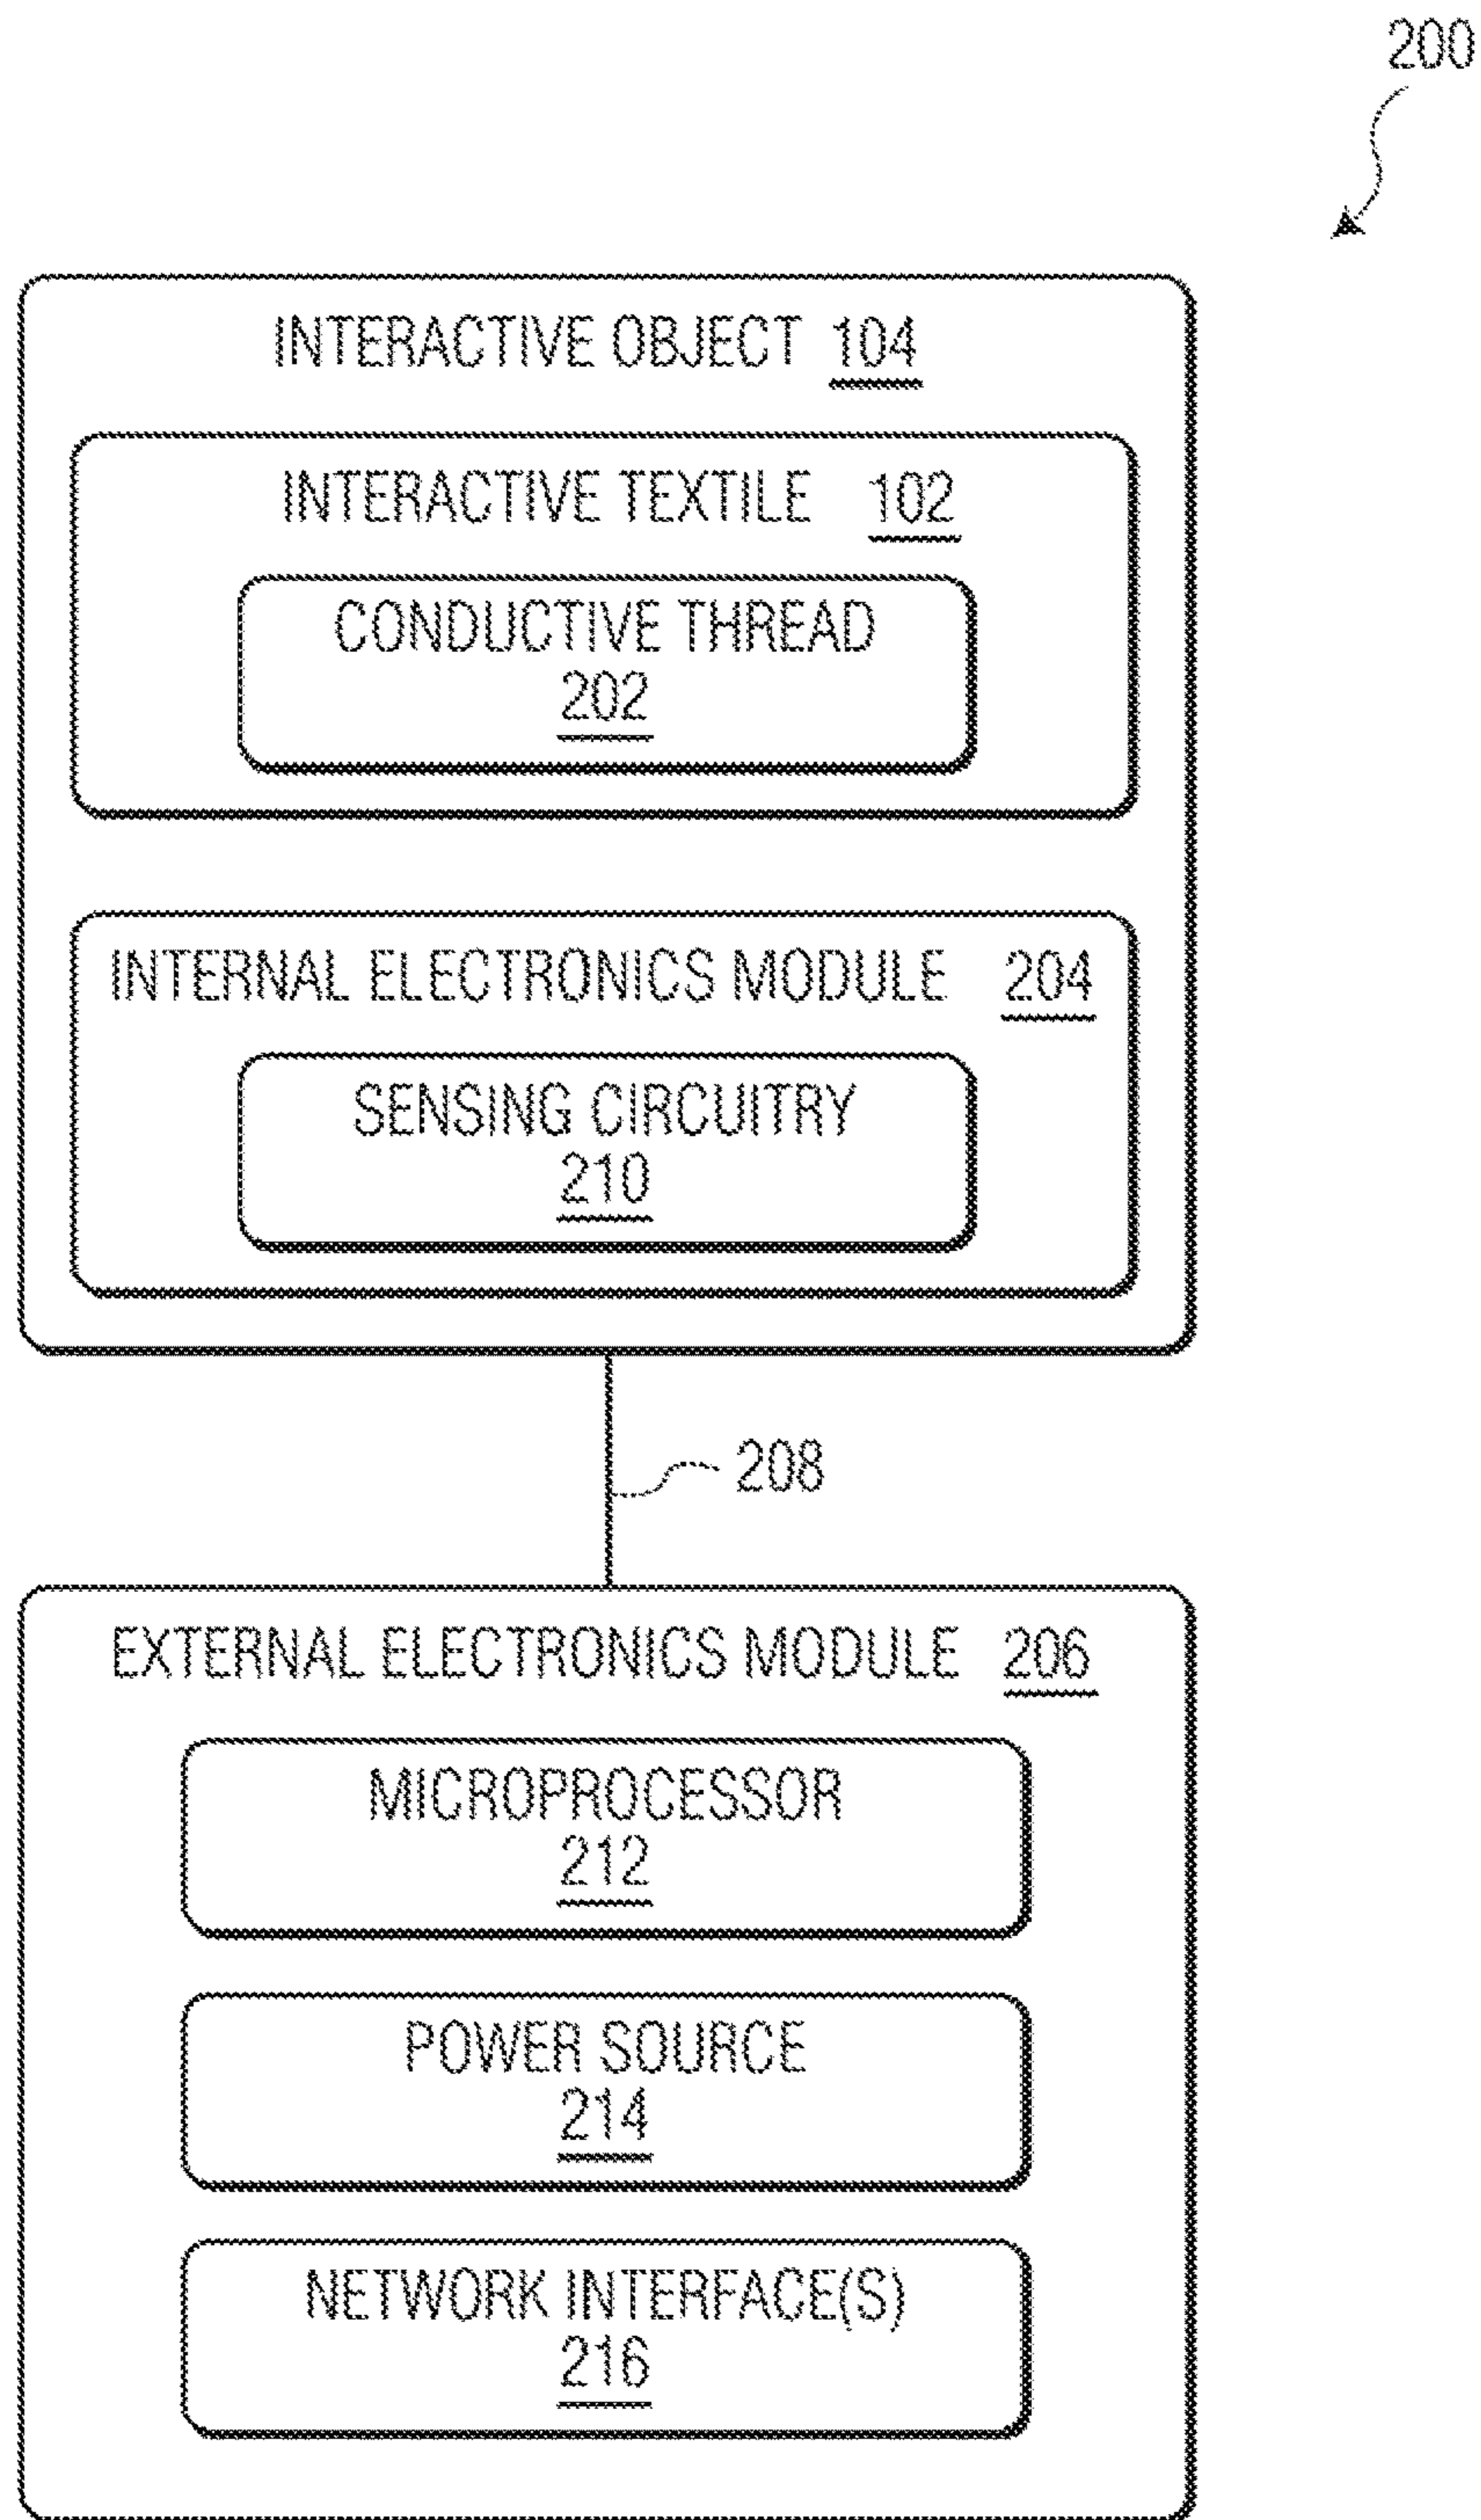 200
INTERACTIVE OBJECT 104
INTERACTIVE TEXTILE 102
CONDUCTIVE THREAD
202
INTERNAL ELECTRONICS MODULE 204
SENSING CIRCUITRY
210
208
EXTERNAL ELECTRONICS MODULE 206
MICROPROCESSOR
212
POWER SOURCE
214
NETWORK INTERFACE(S)
216